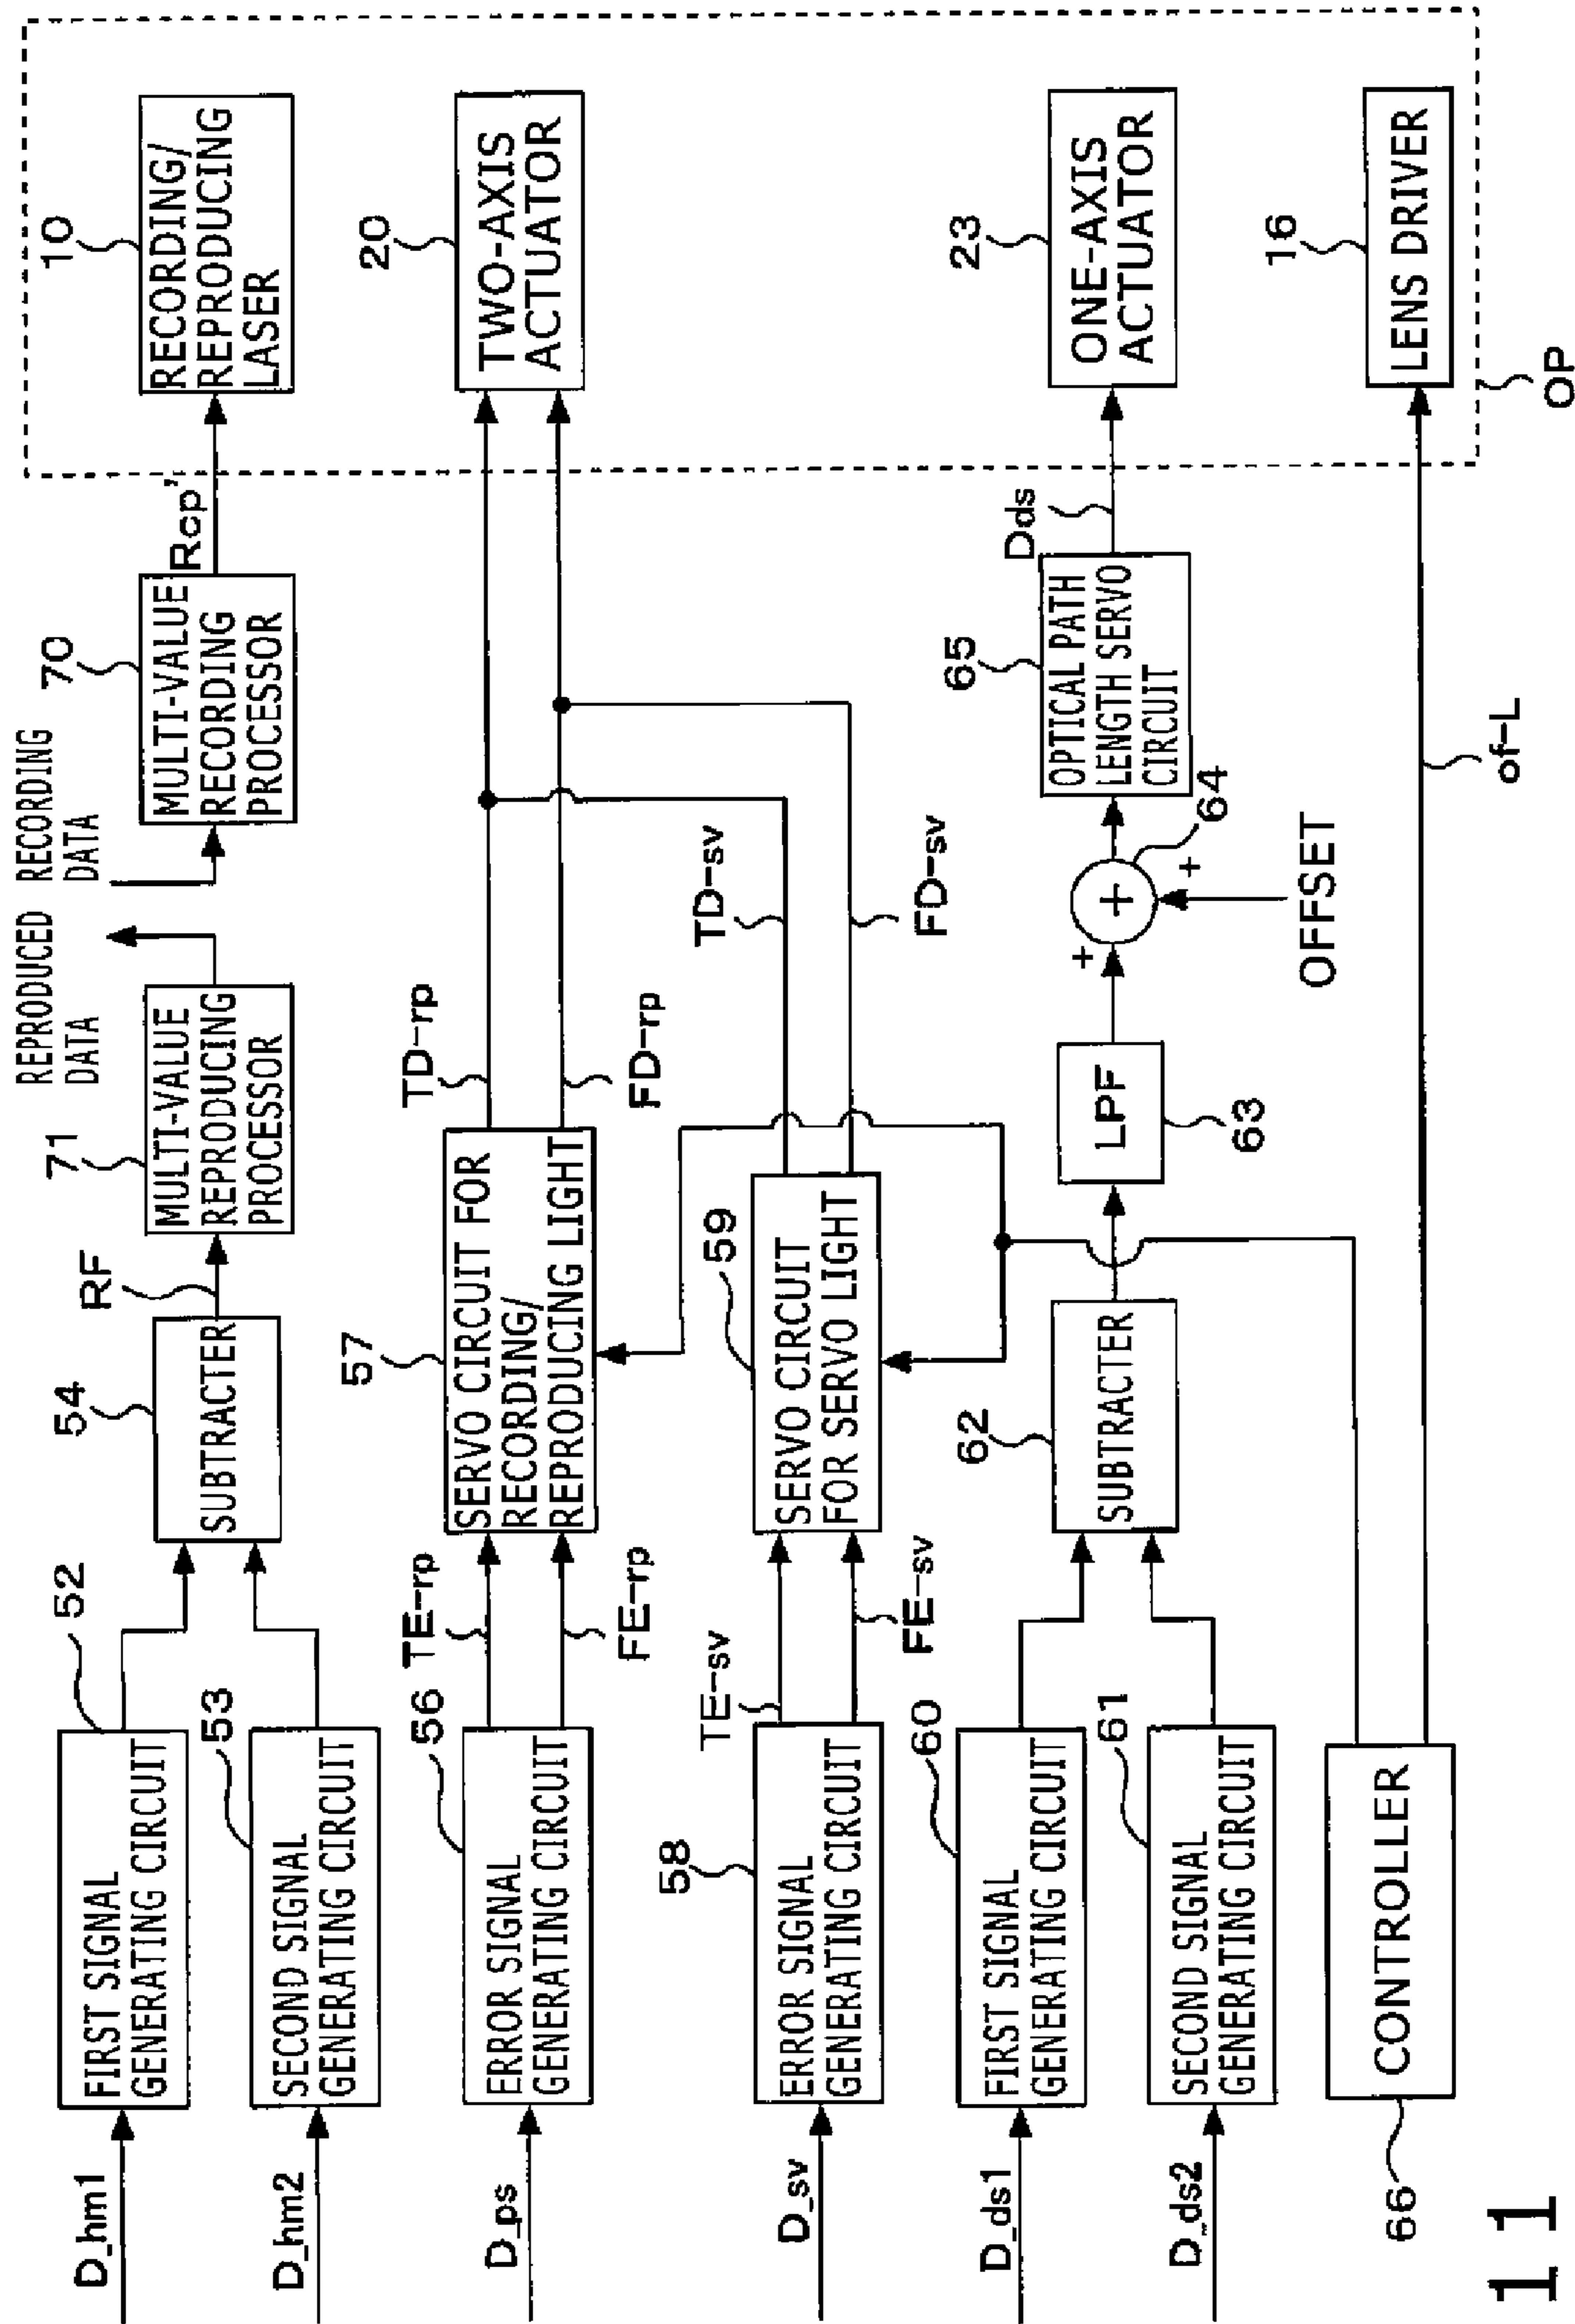 D_hm1
FIRST SIGNAL
GENERATING CIRCUIT
52
D_hm2
SECOND SIGNAL
GENERATING CIRCUIT
53
SUBTRACTER
54
RF
MULTI-VALUE
REPRODUCING
PROCESSOR
71
REPRODUCED
DATA
RECORDING
DATA
MULTI-VALUE
RECORDING
PROCESSOR
70
Rcp'
RECORDING/
REPRODUCING
LASER
10
D_ps
ERROR SIGNAL
GENERATING CIRCUIT
56
TE-rp
FE-rp
SERVO CIRCUIT FOR
RECORDING/
REPRODUCING LIGHT
57
TD-rp
FD-rp
TWO-AXIS
ACTUATOR
20
D_sv
ERROR SIGNAL
GENERATING CIRCUIT
58
TE-sv
FE-sv
SERVO CIRCUIT
FOR SERVO LIGHT
59
TD-sv
FD-sv
D_ds1
FIRST SIGNAL
GENERATING CIRCUIT
60
D_ds2
SECOND SIGNAL
GENERATING CIRCUIT
61
SUBTRACTER
62
LPF
63
+
+
+
64
OFFSET
OPTICAL PATH
LENGTH SERVO
CIRCUIT
65
Dds
ONE-AXIS
ACTUATOR
23
CONTROLLER
66
of-L
LENS DRIVER
16
OP
11